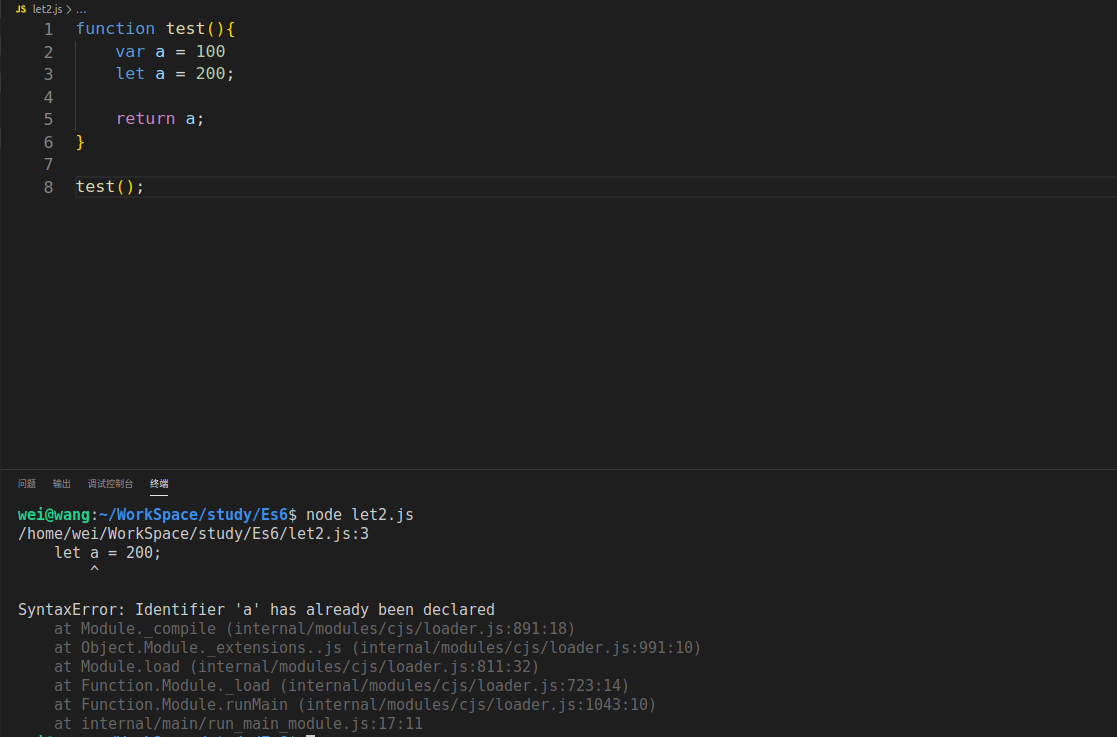 JS let2.js > ...
1 function test(){
2     var a = 100
3     let a = 200;
4
5     return a;
6 }
7
8 test();
问题 输出 调试控制台 终端
wei@wang:~/WorkSpace/study/Es6$ node let2.js
/home/wei/WorkSpace/study/Es6/let2.js:3
    let a = 200;
        ^
SyntaxError: Identifier 'a' has already been declared
    at Module._compile (internal/modules/cjs/loader.js:891:18)
    at Object.Module._extensions..js (internal/modules/cjs/loader.js:991:10)
    at Module.load (internal/modules/cjs/loader.js:811:32)
    at Function.Module._load (internal/modules/cjs/loader.js:723:14)
    at Function.Module.runMain (internal/modules/cjs/loader.js:1043:10)
    at internal/main/run_main_module.js:17:11